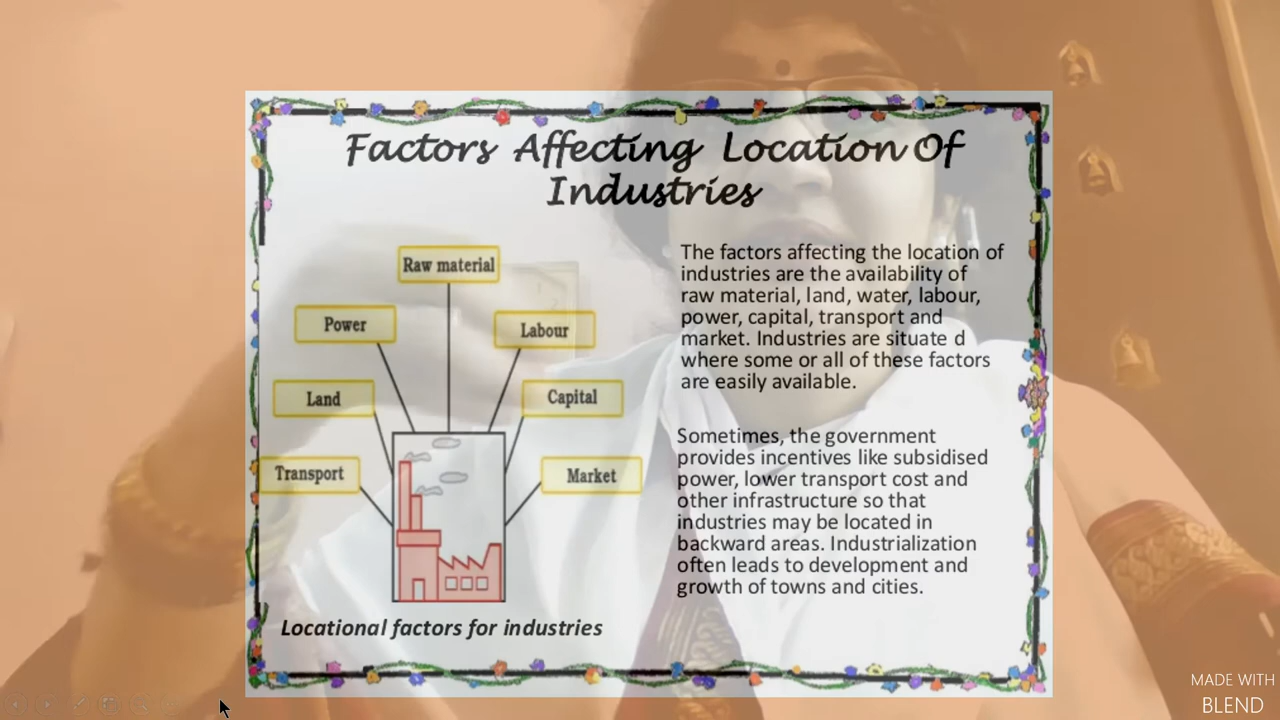 Factors Affecting Location Of
Industries
Raw material
Power
Labour
Land
Capital
Transport
Market
Locational factors for industries
The factors affecting the location of
industries are the availability of
raw material, land, water, labour,
power, capital, transport and
market. Industries are situate d
where some or all of these factors
are easily available.
Sometimes, the government
provides incentives like subsidised
power, lower transport cost and
other infrastructure so that
industries may be located in
backward areas. Industrialization
often leads to development and
growth of towns and cities.
MADE WITH
BLEND